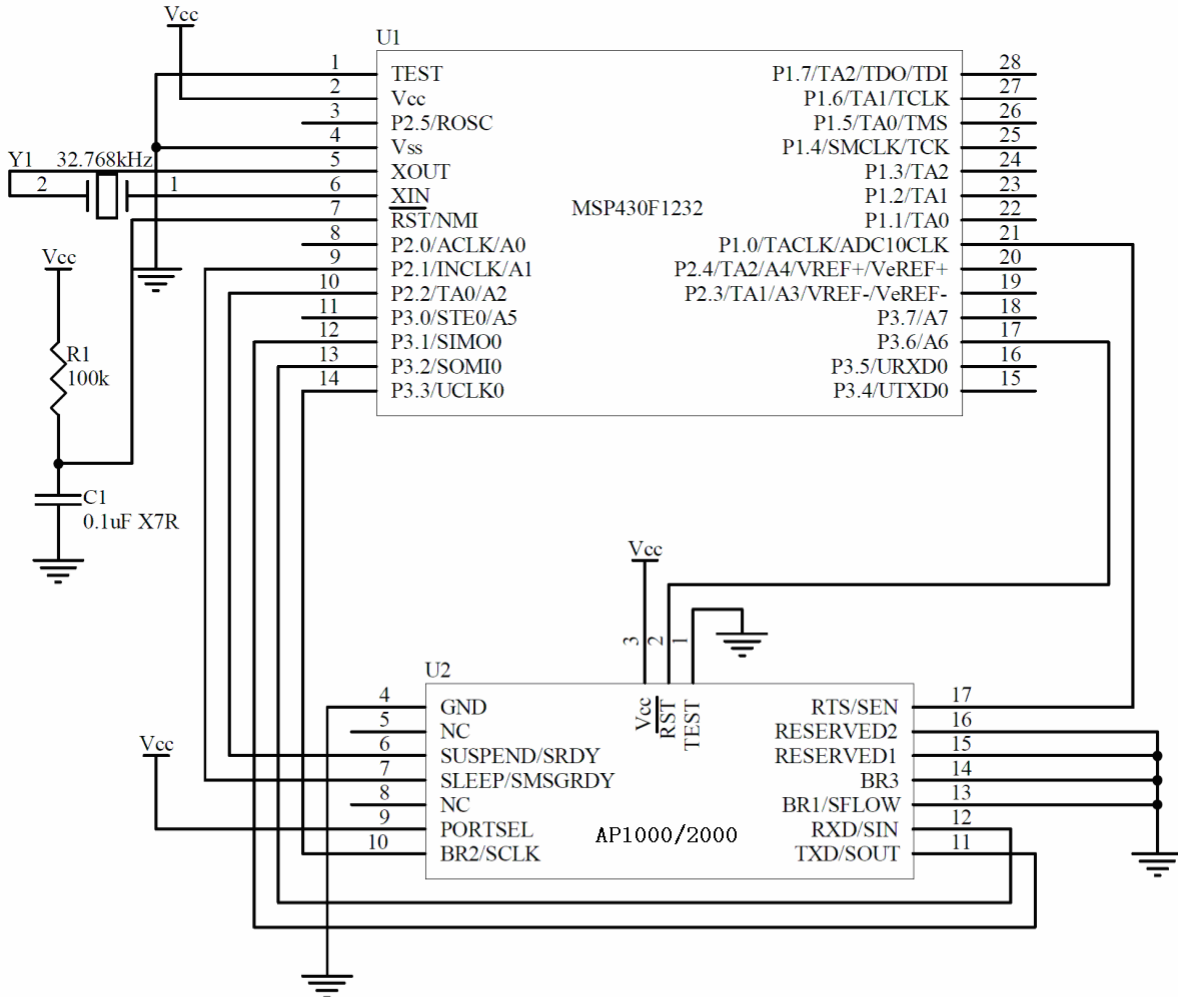 Vcc
U1
1 TEST P1.7/TA2/TDO/TDI 28
2 Vcc P1.6/TA1/TCLK 27
3 P2.5/ROSC P1.5/TA0/TMS 26
4 Vss P1.4/SMCLK/TCK 25
Y1 32.768kHz
5 XOUT P1.3/TA2 24
2 1
6 XIN P1.2/TA1 23
MSP430F1232
7 RST/NMI P1.1/TA0 22
8 P2.0/ACLK/A0 P1.0/TACLK/ADC10CLK 21
Vcc
9 P2.1/INCLK/A1 P2.4/TA2/A4/VREF+/VeREF+ 20
10 P2.2/TA0/A2 P2.3/TA1/A3/VREF-/VeREF- 19
11 P3.0/STE0/A5 P3.7/A7 18
12 P3.1/SIMO0 P3.6/A6 17
R1
100k
13 P3.2/SOMI0 P3.5/URXD0 16
14 P3.3/UCLK0 P3.4/UTXD0 15
C1
0.1uF X7R
Vcc
3 2 1
U2
Vcc RST TEST
4 GND RTS/SEN 17
5 NC RESERVED2 16
Vcc
6 SUSPEND/SRDY RESERVED1 15
7 SLEEP/SMSGRDY BR3 14
8 NC BR1/SFLOW 13
9 PORTSEL RXD/SIN 12
AP1000/2000
10 BR2/SCLK TXD/SOUT 11